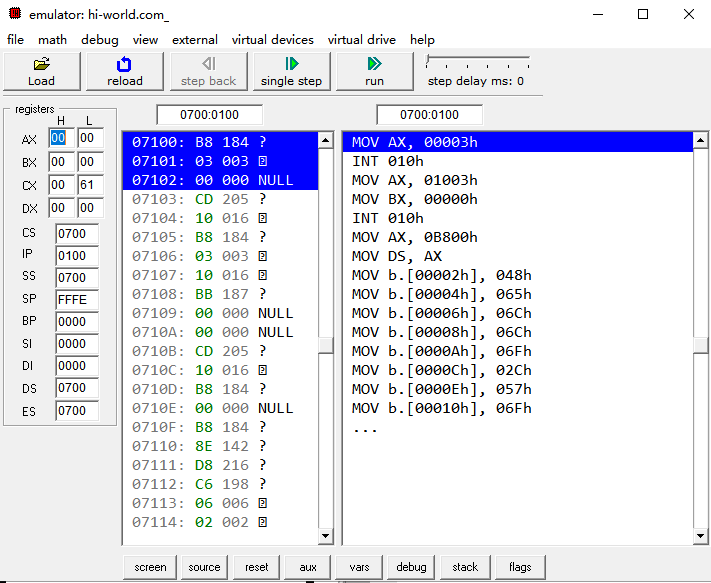 emulator: hi-world.com_
file math debug view external virtual devices virtual drive help
Load reload step back single step run step delay ms: 0
registers
H L
AX 00 00
BX 00 00
CX 00 61
DX 00 00
CS 0700
IP 0100
SS 0700
SP FFFE
BP 0000
SI 0000
DI 0000
DS 0700
ES 0700
0700:0100
07100: B8 184 ?
07101: 03 003
07102: 00 000 NULL
07103: CD 205 ?
07104: 10 016
07105: B8 184 ?
07106: 03 003
07107: 10 016
07108: BB 187 ?
07109: 00 000 NULL
0710A: 00 000 NULL
0710B: CD 205 ?
0710C: 10 016
0710D: B8 184 ?
0710E: 00 000 NULL
0710F: B8 184 ?
07110: 8E 142 ?
07111: D8 216 ?
07112: C6 198 ?
07113: 06 006
07114: 02 002
0700:0100
MOV AX, 00003h
INT 010h
MOV AX, 01003h
MOV BX, 00000h
INT 010h
MOV AX, 0B800h
MOV DS, AX
MOV b.[00002h], 048h
MOV b.[00004h], 065h
MOV b.[00006h], 06Ch
MOV b.[00008h], 06Ch
MOV b.[0000Ah], 06Fh
MOV b.[0000Ch], 02Ch
MOV b.[0000Eh], 057h
MOV b.[00010h], 06Fh
...
screen source reset aux vars debug stack flags